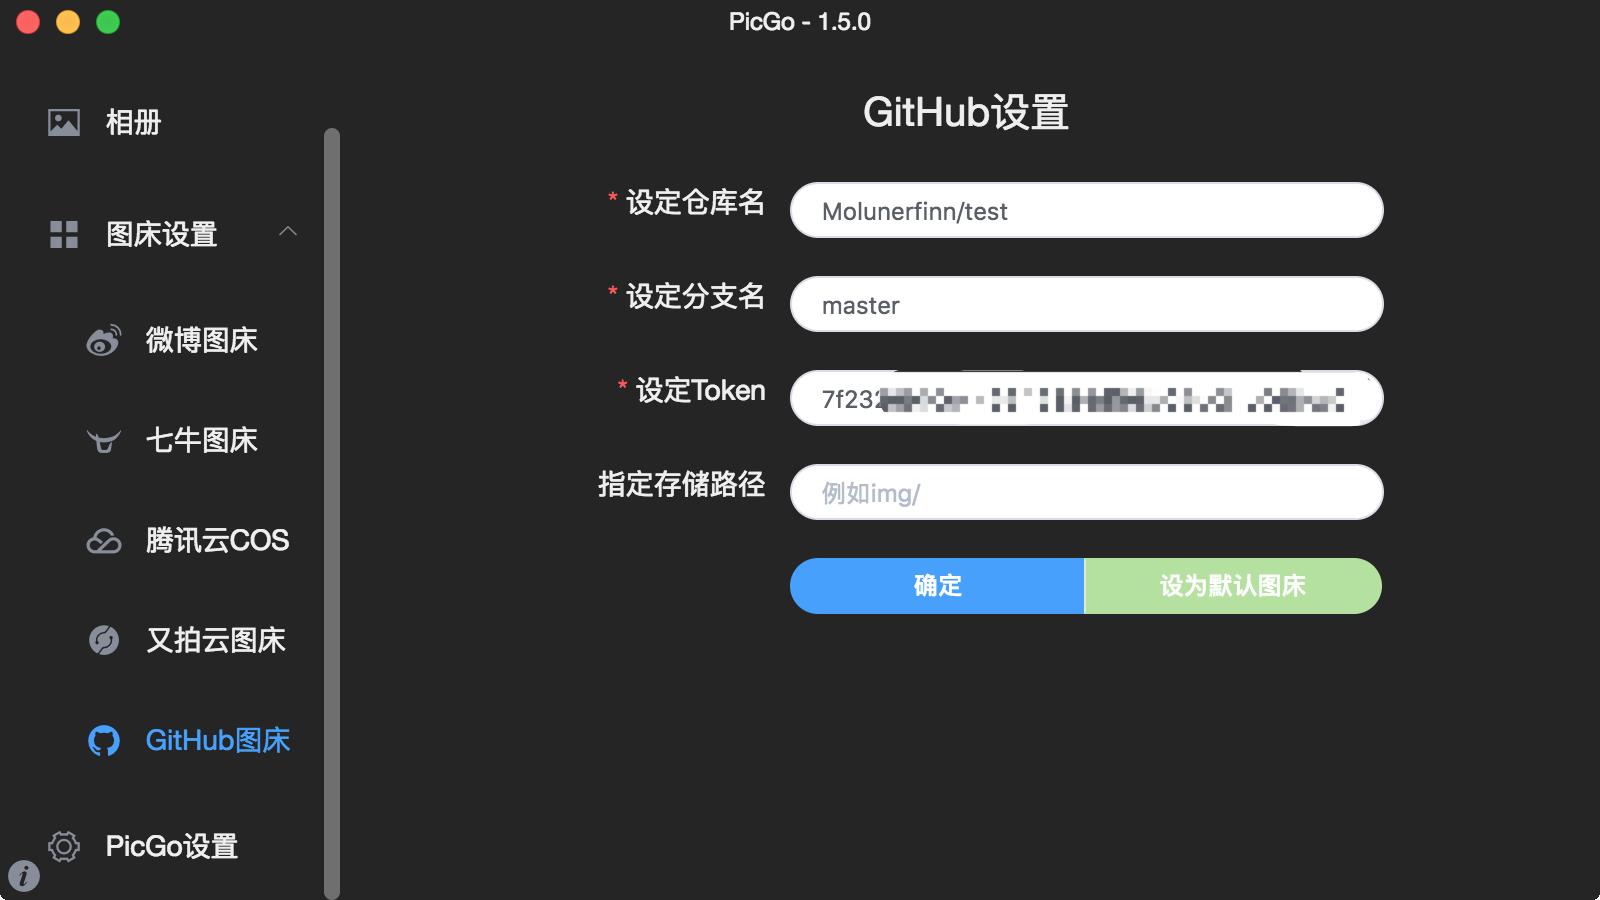 PicGo - 1.5.0
相册
图床设置
微博图床
七牛图床
腾讯云COS
又拍云图床
GitHub图床
PicGo设置
GitHub设置
* 设定仓库名
Molunerfinn/test
* 设定分支名
master
* 设定Token
7f232
指定存储路径
例如img/
确定
设为默认图床